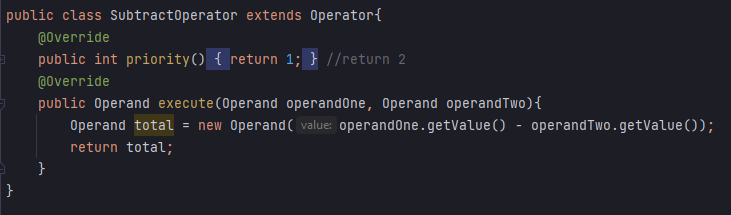 public class SubtractOperator extends Operator{
@Override
public int priority() { return 1; } //return 2
@Override
public Operand execute(Operand operandOne, Operand operandTwo){
Operand total = new Operand( value: operandOne.getValue() - operandTwo.getValue());
return total;
}
}